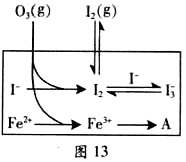 O₃(g) I₂(g)
I⁻
I⁻ I₂ I₃⁻
Fe²⁺ Fe³⁺ A
图 13